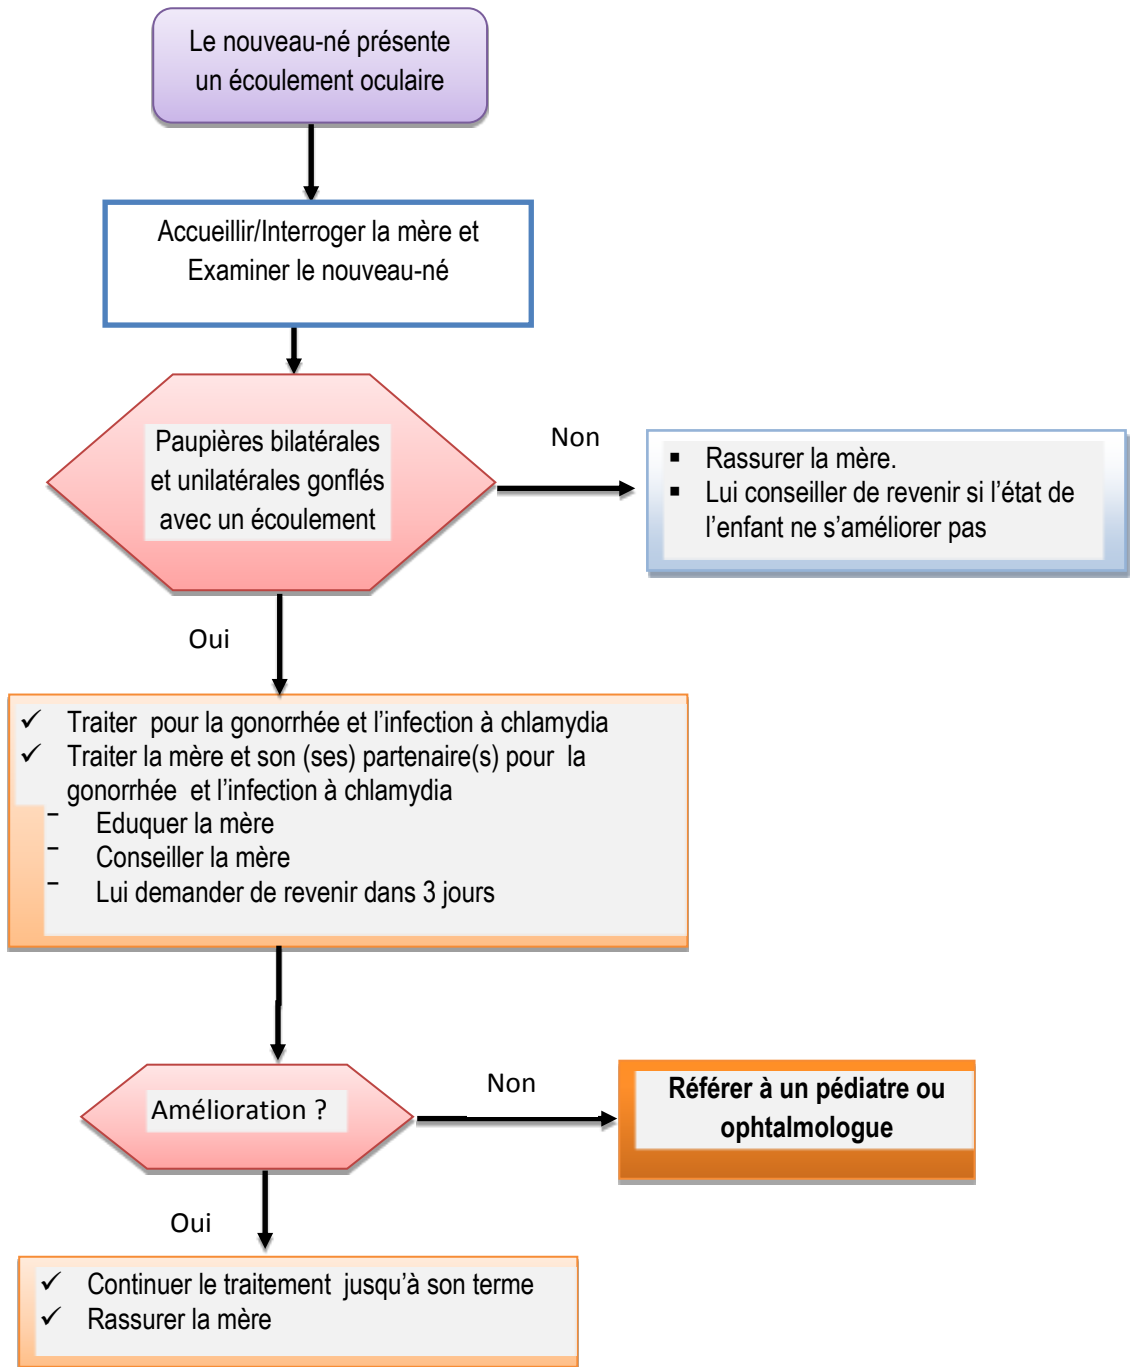 Le nouveau-né présente
un écoulement oculaire
Accueillir/Interroger la mère et
Examiner le nouveau-né
Paupières bilatérales
et unilatérales gonflés
avec un écoulement
Non
▪ Rassurer la mère.
▪ Lui conseiller de revenir si l'état de
l'enfant ne s'améliorer pas
Oui
✓ Traiter pour la gonorrhée et l'infection à chlamydia
✓ Traiter la mère et son (ses) partenaire(s) pour la
gonorrhée et l'infection à chlamydia
- Eduquer la mère
- Conseiller la mère
- Lui demander de revenir dans 3 jours
Amélioration ?
Non
Référer à un pédiatre ou
ophtalmologue
Oui
✓ Continuer le traitement jusqu'à son terme
✓ Rassurer la mère